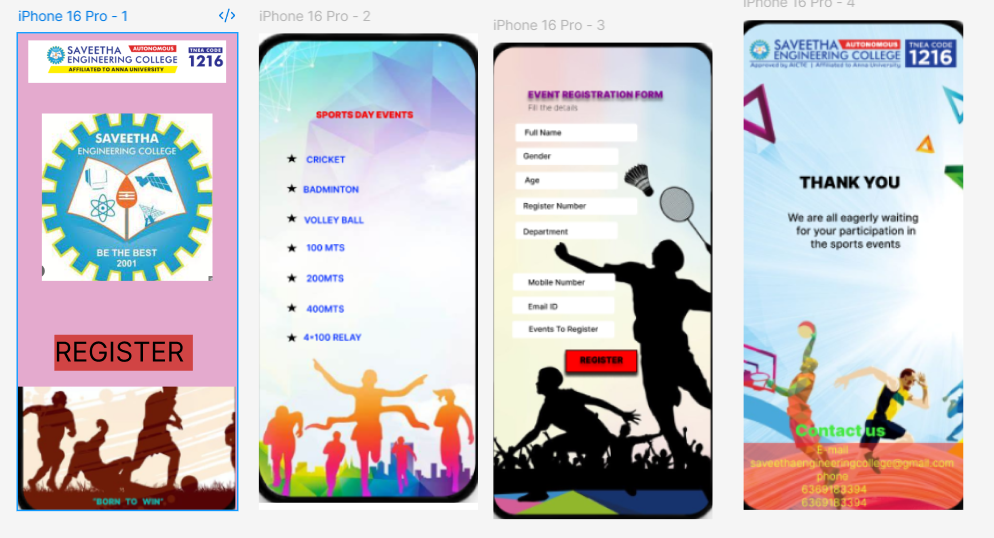 iPhone 16 Pro - 1
</>
SAVEETHA AUTONOMOUS
ENGINEERING COLLEGE
AFFILIATED TO ANNA UNIVERSITY
TNEA CODE
1216
SAVEETHA
ENGINEERING COLLEGE
BE THE BEST
2001
REGISTER
"BORN TO WIN".
iPhone 16 Pro - 2
SPORTS DAY EVENTS
★ CRICKET
★ BADMINTON
★ VOLLEY BALL
★ 100 MTS
★ 200MTS
★ 400MTS
★ 4×100 RELAY
iPhone 16 Pro - 3
EVENT REGISTRATION FORM
Fill the details
Full Name
Gender
Age
Register Number
Department
Mobile Number
Email ID
Events To Register
REGISTER
iPhone 16 Pro - 4
SAVEETHA AUTONOMOUS
ENGINEERING COLLEGE
Approved by AICTE | Affiliated to Anna University
TNEA CODE
1216
THANK YOU
We are all eagerly waiting
for your participation in
the sports events
Contact us
E mail
saveethaengineeringcollege@gmail.com
phono
6369183394
6369183394